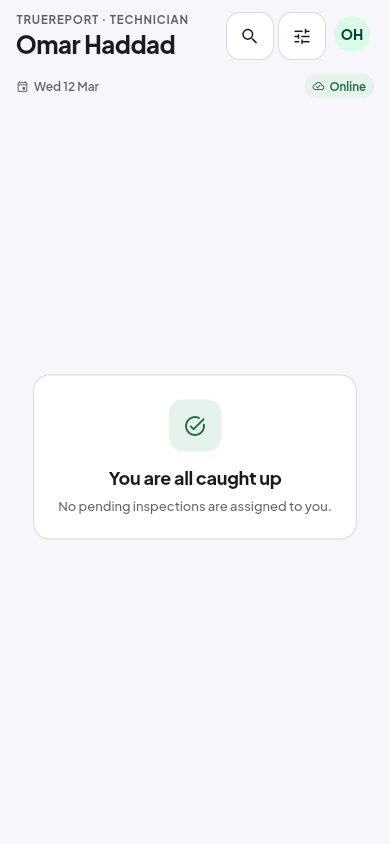 TRUEREPORT · TECHNICIAN
Omar Haddad
OH
Wed 12 Mar
Online
You are all caught up
No pending inspections are assigned to you.